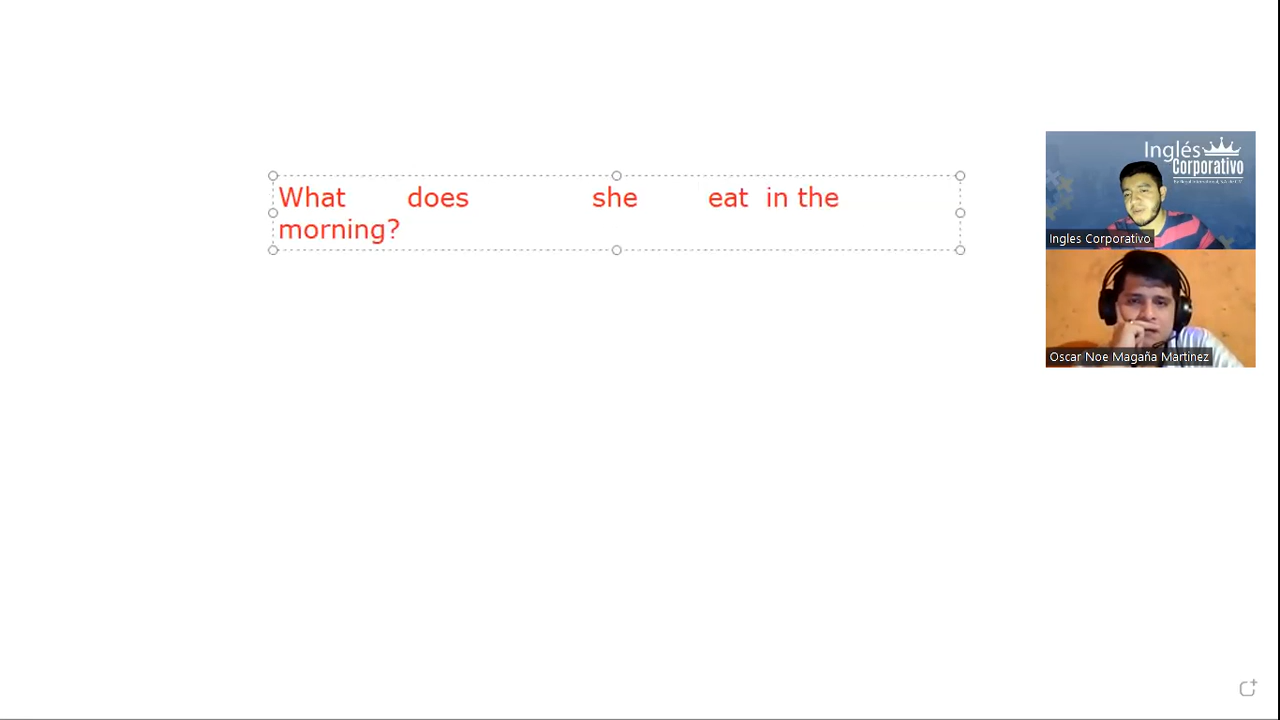 What does she eat in the
morning?
Inglés
Corporativo
Ingles Corporativo
Oscar Noe Magaña Martinez